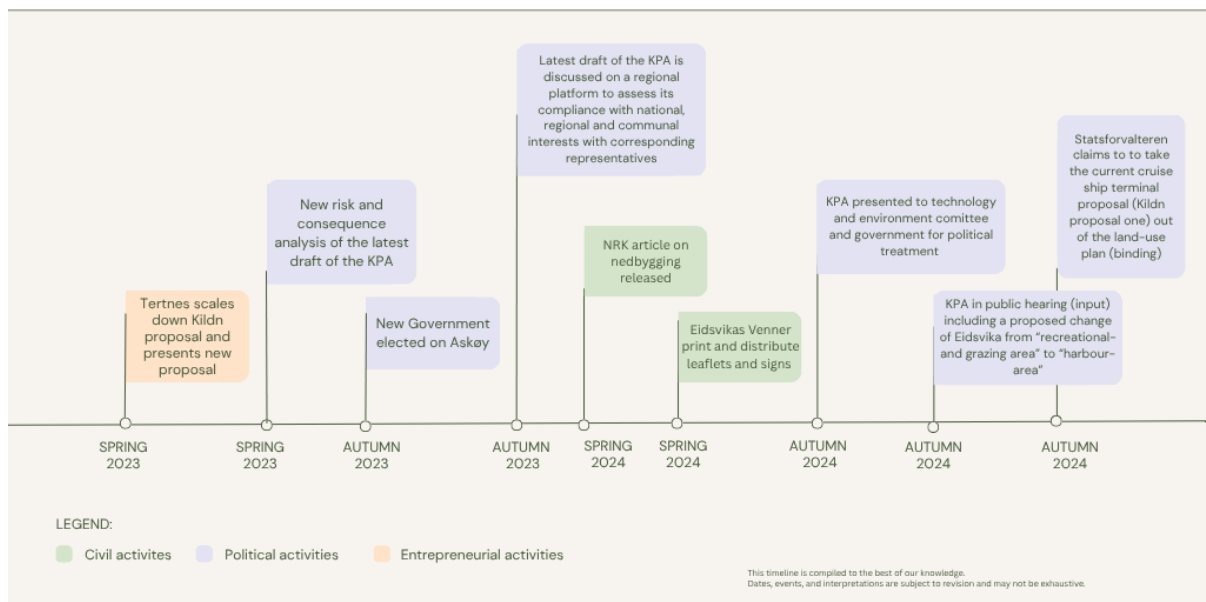 Tertnes scales
down Kildn
proposal and
presents new
proposal
New risk and
consequence
analysis of the latest
draft of the KPA
New Government
elected on Askøy
Latest draft of the KPA is
discussed on a regional
platform to assess its
compliance with national,
regional and communal
interests with corresponding
representatives
NRK article on
nedbygging
released
Eidsvikas Venner
print and distribute
leaflets and signs
KPA presented to technology
and environment comittee
and government for political
treatment
KPA in public hearing (input)
including a proposed change
of Eidsvika from “recreational-
and grazing area” to “harbour-
area”
Statsforvalteren
claims to to take
the current cruise
ship terminal
proposal (Kildn
proposal one) out
of the land-use
plan (binding)
SPRING
2023
SPRING
2023
AUTUMN
2023
AUTUMN
2023
SPRING
2024
SPRING
2024
AUTUMN
2024
AUTUMN
2024
AUTUMN
2024
LEGEND:
Civil activites
Political activities
Entrepreneurial activities
This timeline is compiled to the best of our knowledge.
Dates, events, and interpretations are subject to revision and may not be exhaustive.